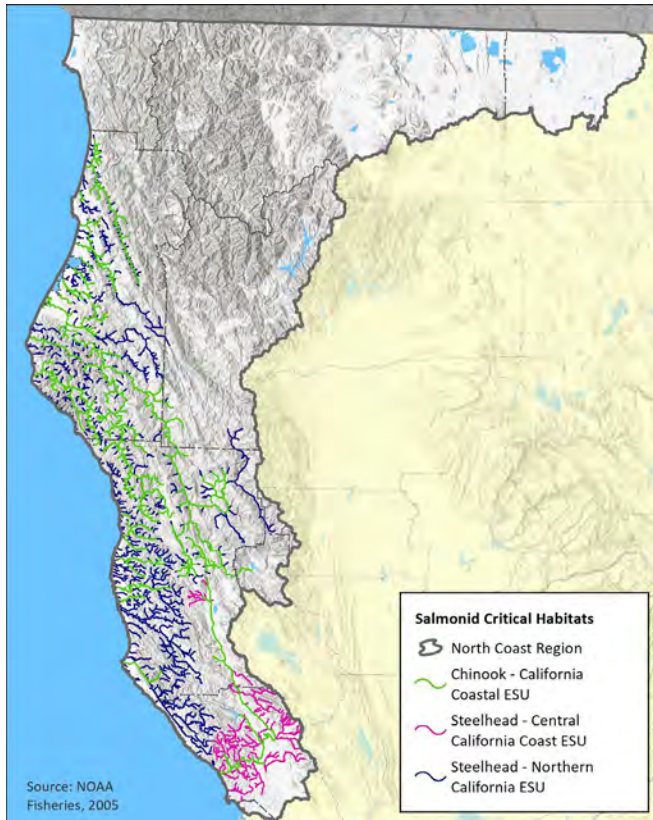 Salmonid Critical Habitats
North Coast Region
Chinook - California
Coastal ESU
Steelhead - Central
California Coast ESU
Steelhead - Northern
California ESU
Source: NOAA
Fisheries, 2005